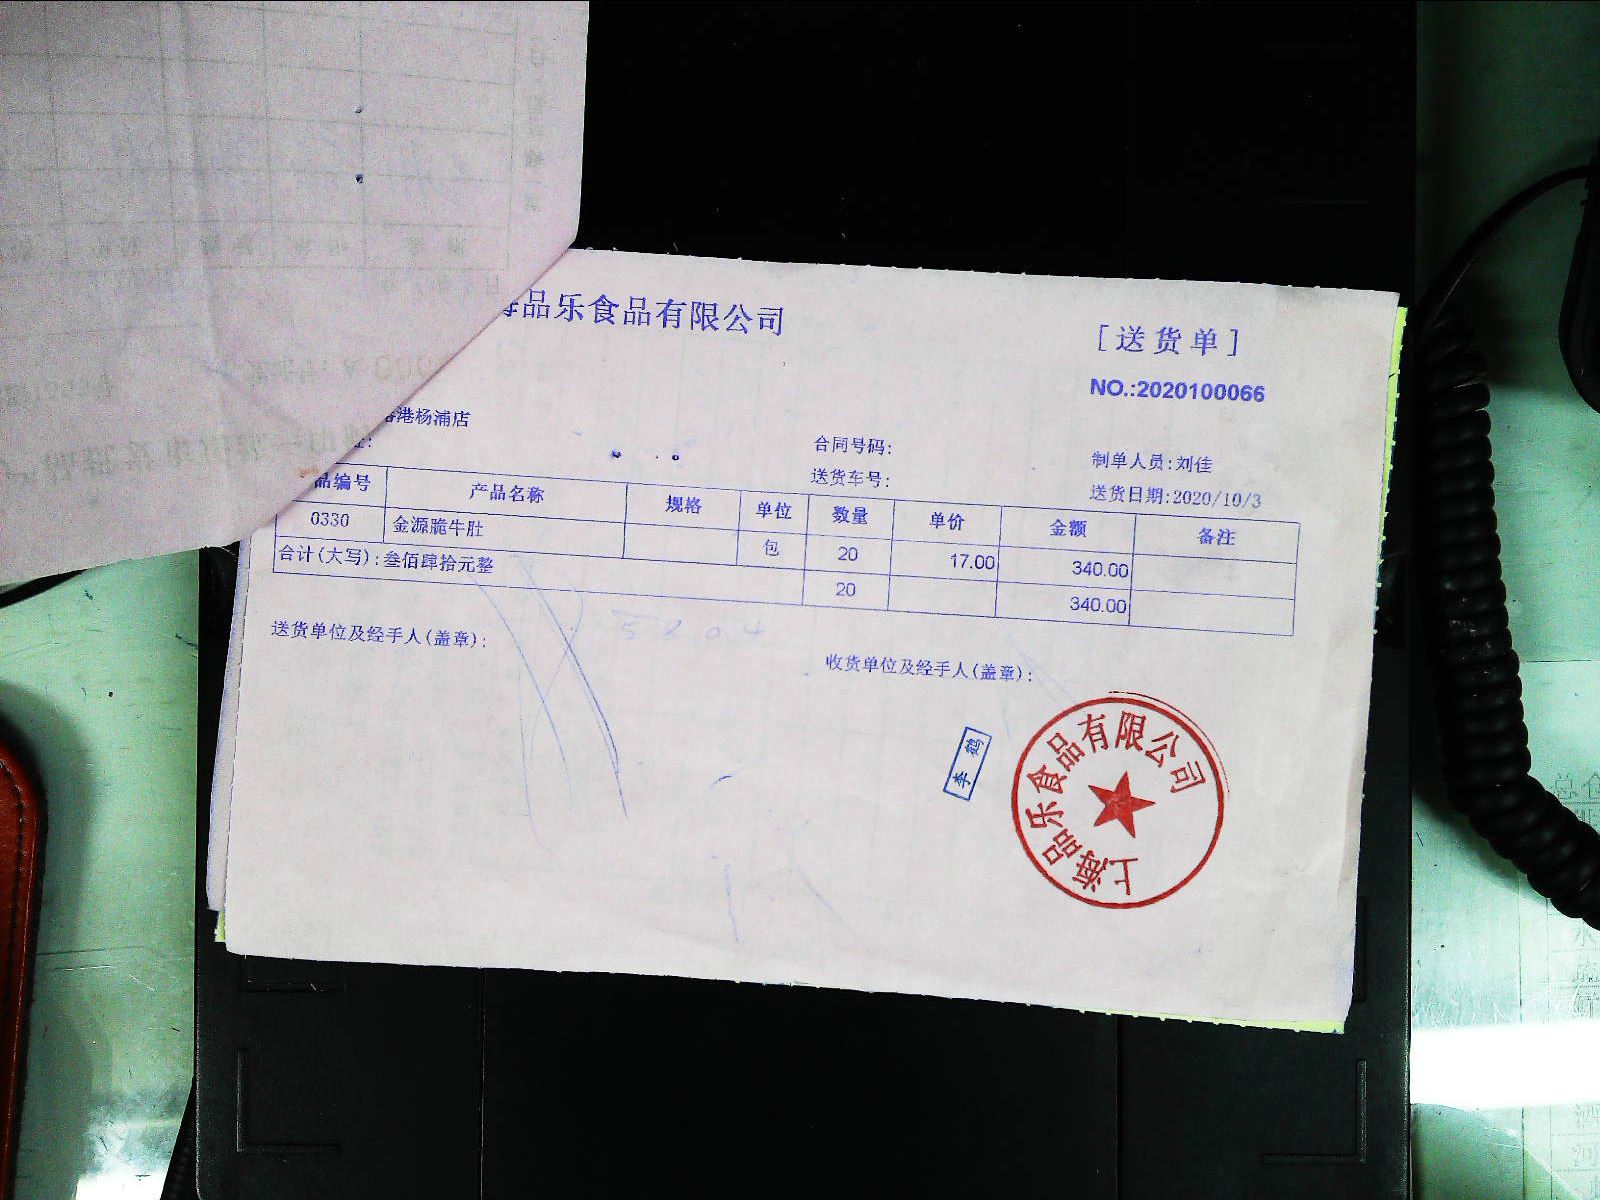 品乐食品有限公司
[送货单]
NO.:2020100066
港杨浦店
合同号码:
制单人员:刘佳
送货车号:
送货日期:2020/10/3
品编号 产品名称 规格 单位 数量 单价 金额 备注
0330 金源脆牛肚 包 20 17.00 340.00
合计(大写):叁佰肆拾元整 20 340.00
送货单位及经手人(盖章):
5204
收货单位及经手人(盖章):
李鹤
上海品乐食品有限公司